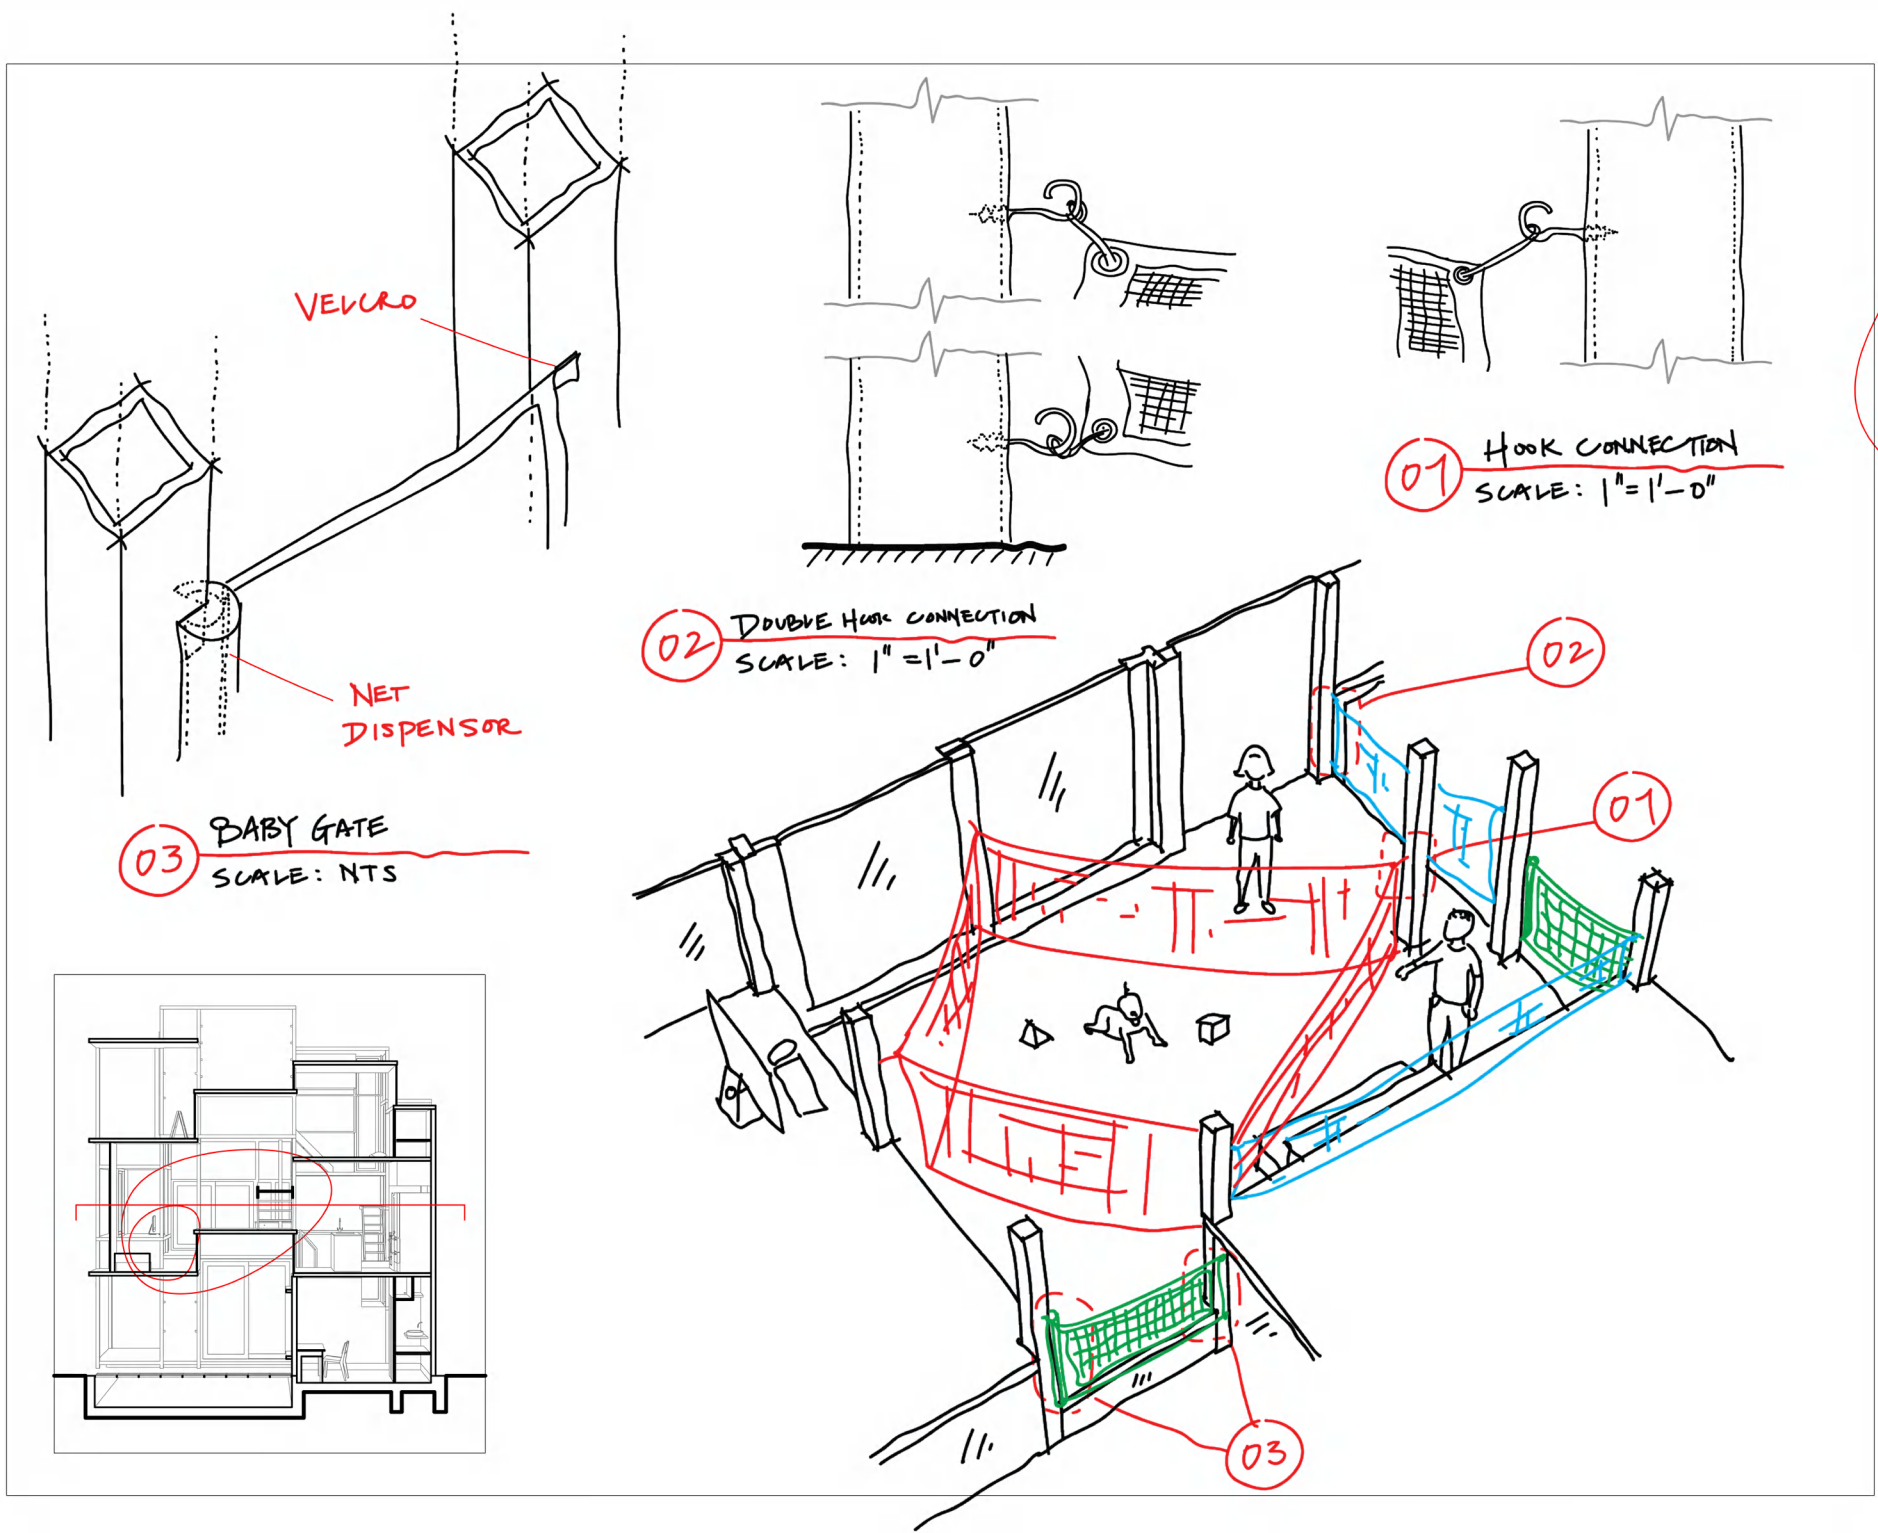 VELCRO
NET
DISPENSOR
03
BABY GATE
SCALE: NTS
02
DOUBLE HOOK CONNECTION
SCALE: 1" = 1'-0"
01
HOOK CONNECTION
SCALE: 1" = 1'-0"
02
01
03